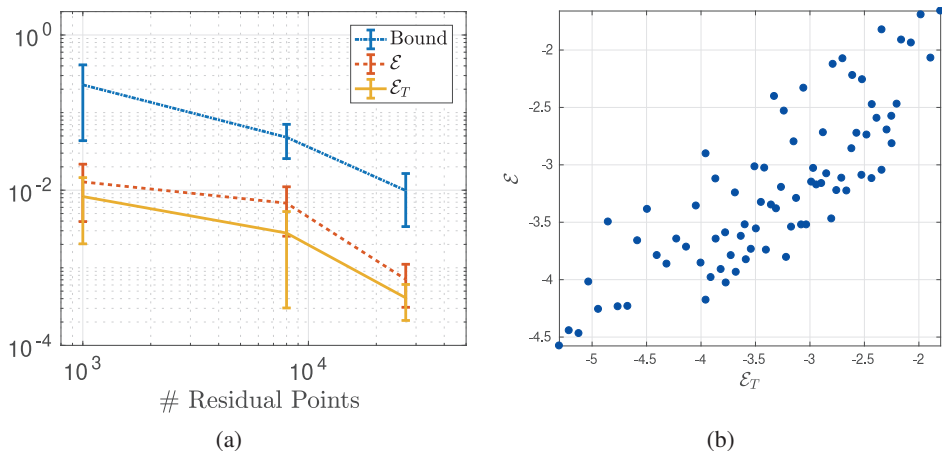 10^0
10^-2
10^-4
10^3
10^4
# Residual Points
Bound
ℰ
ℰ_T
(a)
-2
-2.5
-3
-3.5
-4
-4.5
ℰ
-5 -4.5 -4 -3.5 -3 -2.5 -2
ℰ_T
(b)